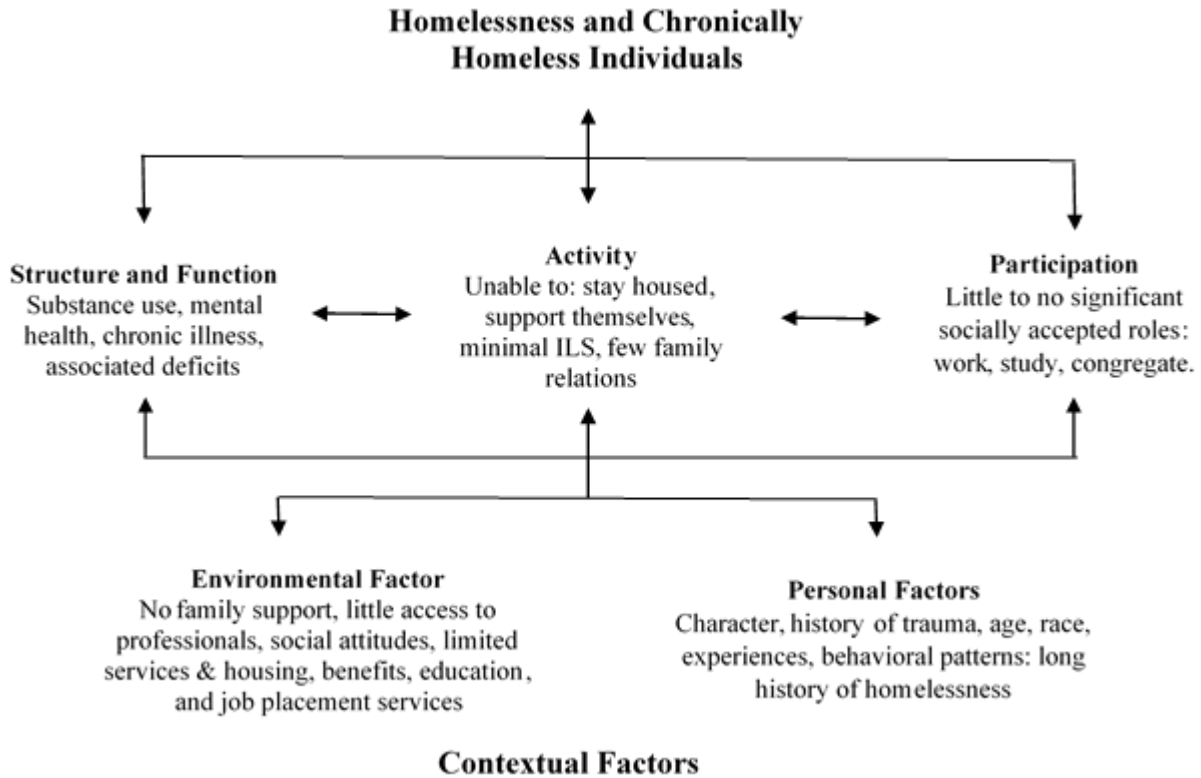 Homelessness and Chronically
Homeless Individuals
Structure and Function
Substance use, mental
health, chronic illness,
associated deficits
Activity
Unable to: stay housed,
support themselves,
minimal ILS, few family
relations
Participation
Little to no significant
socially accepted roles:
work, study, congregate.
Environmental Factor
No family support, little access to
professionals, social attitudes, limited
services & housing, benefits, education,
and job placement services
Personal Factors
Character, history of trauma, age, race,
experiences, behavioral patterns: long
history of homelessness
Contextual Factors